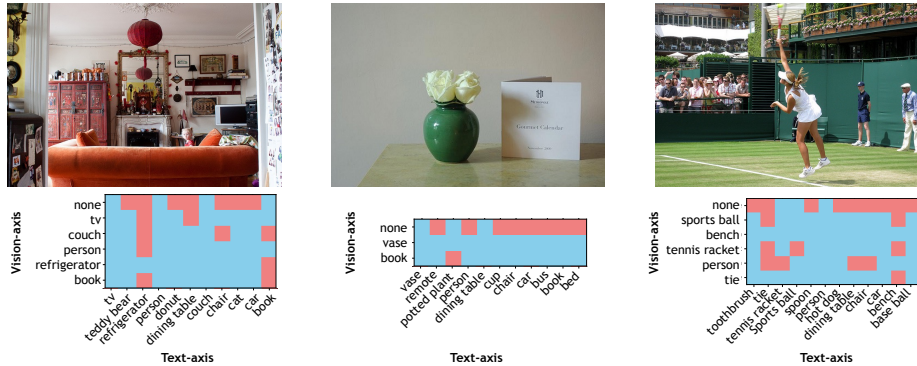 Gourmet Calendar
none
tv
couch
person
refrigerator
book
Vision-axis
tv
teddy bear
refrigerator
person
donut
dining table
couch
chair
cat
car
book
Text-axis
none
vase
book
Vision-axis
vase
remote
potted plant
person
dining table
cup
chair
car
bus
book
bed
Text-axis
none
sports ball
bench
tennis racket
person
tie
Vision-axis
toothbrush
tie
tennis racket
Sports ball
spoon
person
hot dog
dining table
chair
car
bench
base ball
Text-axis